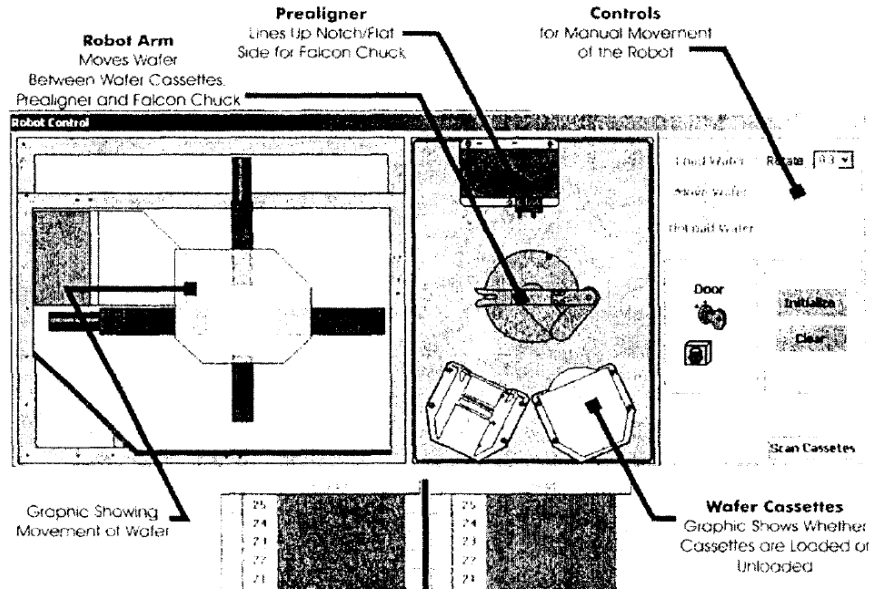 Prealigner
Lines Up Notch/Flat
Side for Falcon Chuck
Controls
for Manual Movement
of the Robot
Robot Arm
Moves Wafer
Between Wafer Cassettes,
Prealigner and Falcon Chuck
Robot Control
Load Wafer
Rotate
Move Wafer
Unload Wafer
Door
Initialize
Clear
Scan Cassetes
Graphic Showing
Movement of Wafer
25
24
23
22
21
25
24
23
22
21
Wafer Cassettes
Graphic Shows Whether
Cassettes are Loaded or
Unloaded